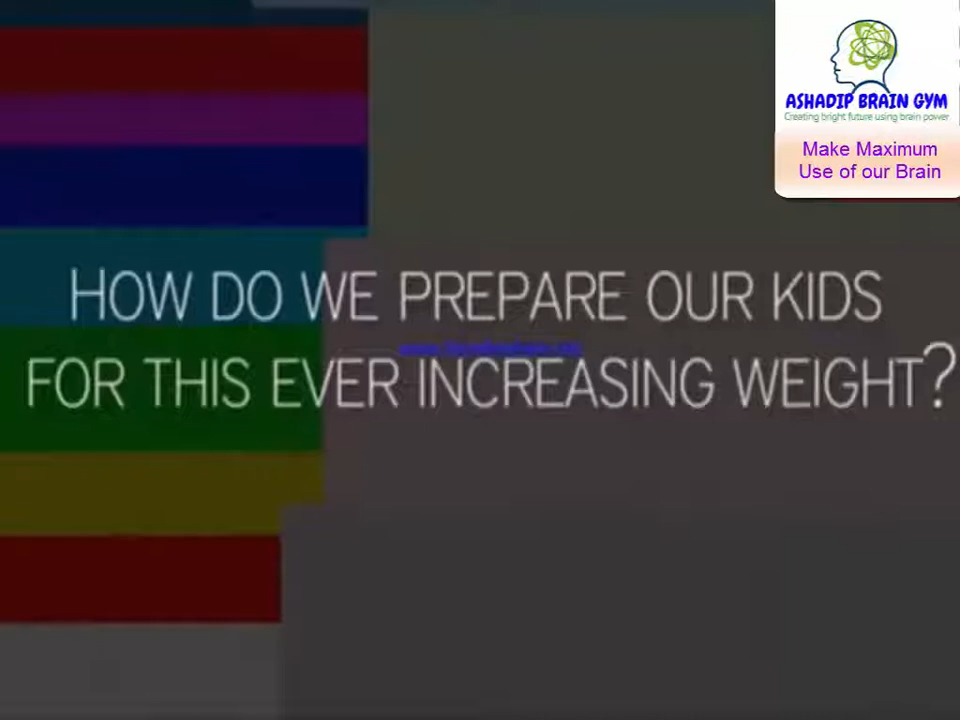 ASHADIP BRAIN GYM
Creating bright future using brain power
Make Maximum
Use of our Brain
HOW DO WE PREPARE OUR KIDS
FOR THIS EVER INCREASING WEIGHT?